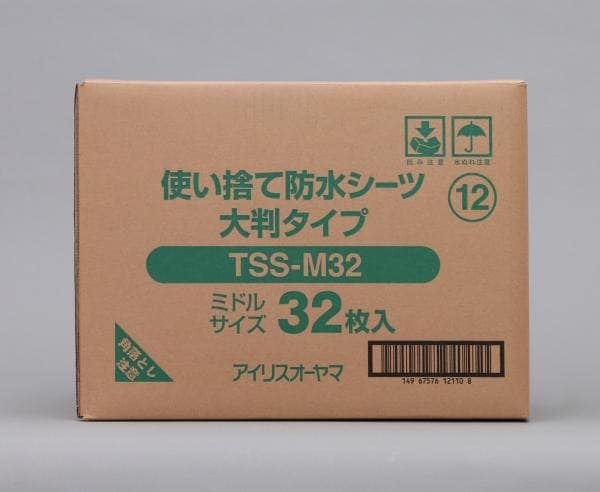 凹み注意
水ぬれ注意
使い捨て防水シーツ
大判タイプ
12
TSS-M32
ミドル
サイズ
32枚入
角落とし
注意
アイリスオーヤマ
149 67576 12110 8